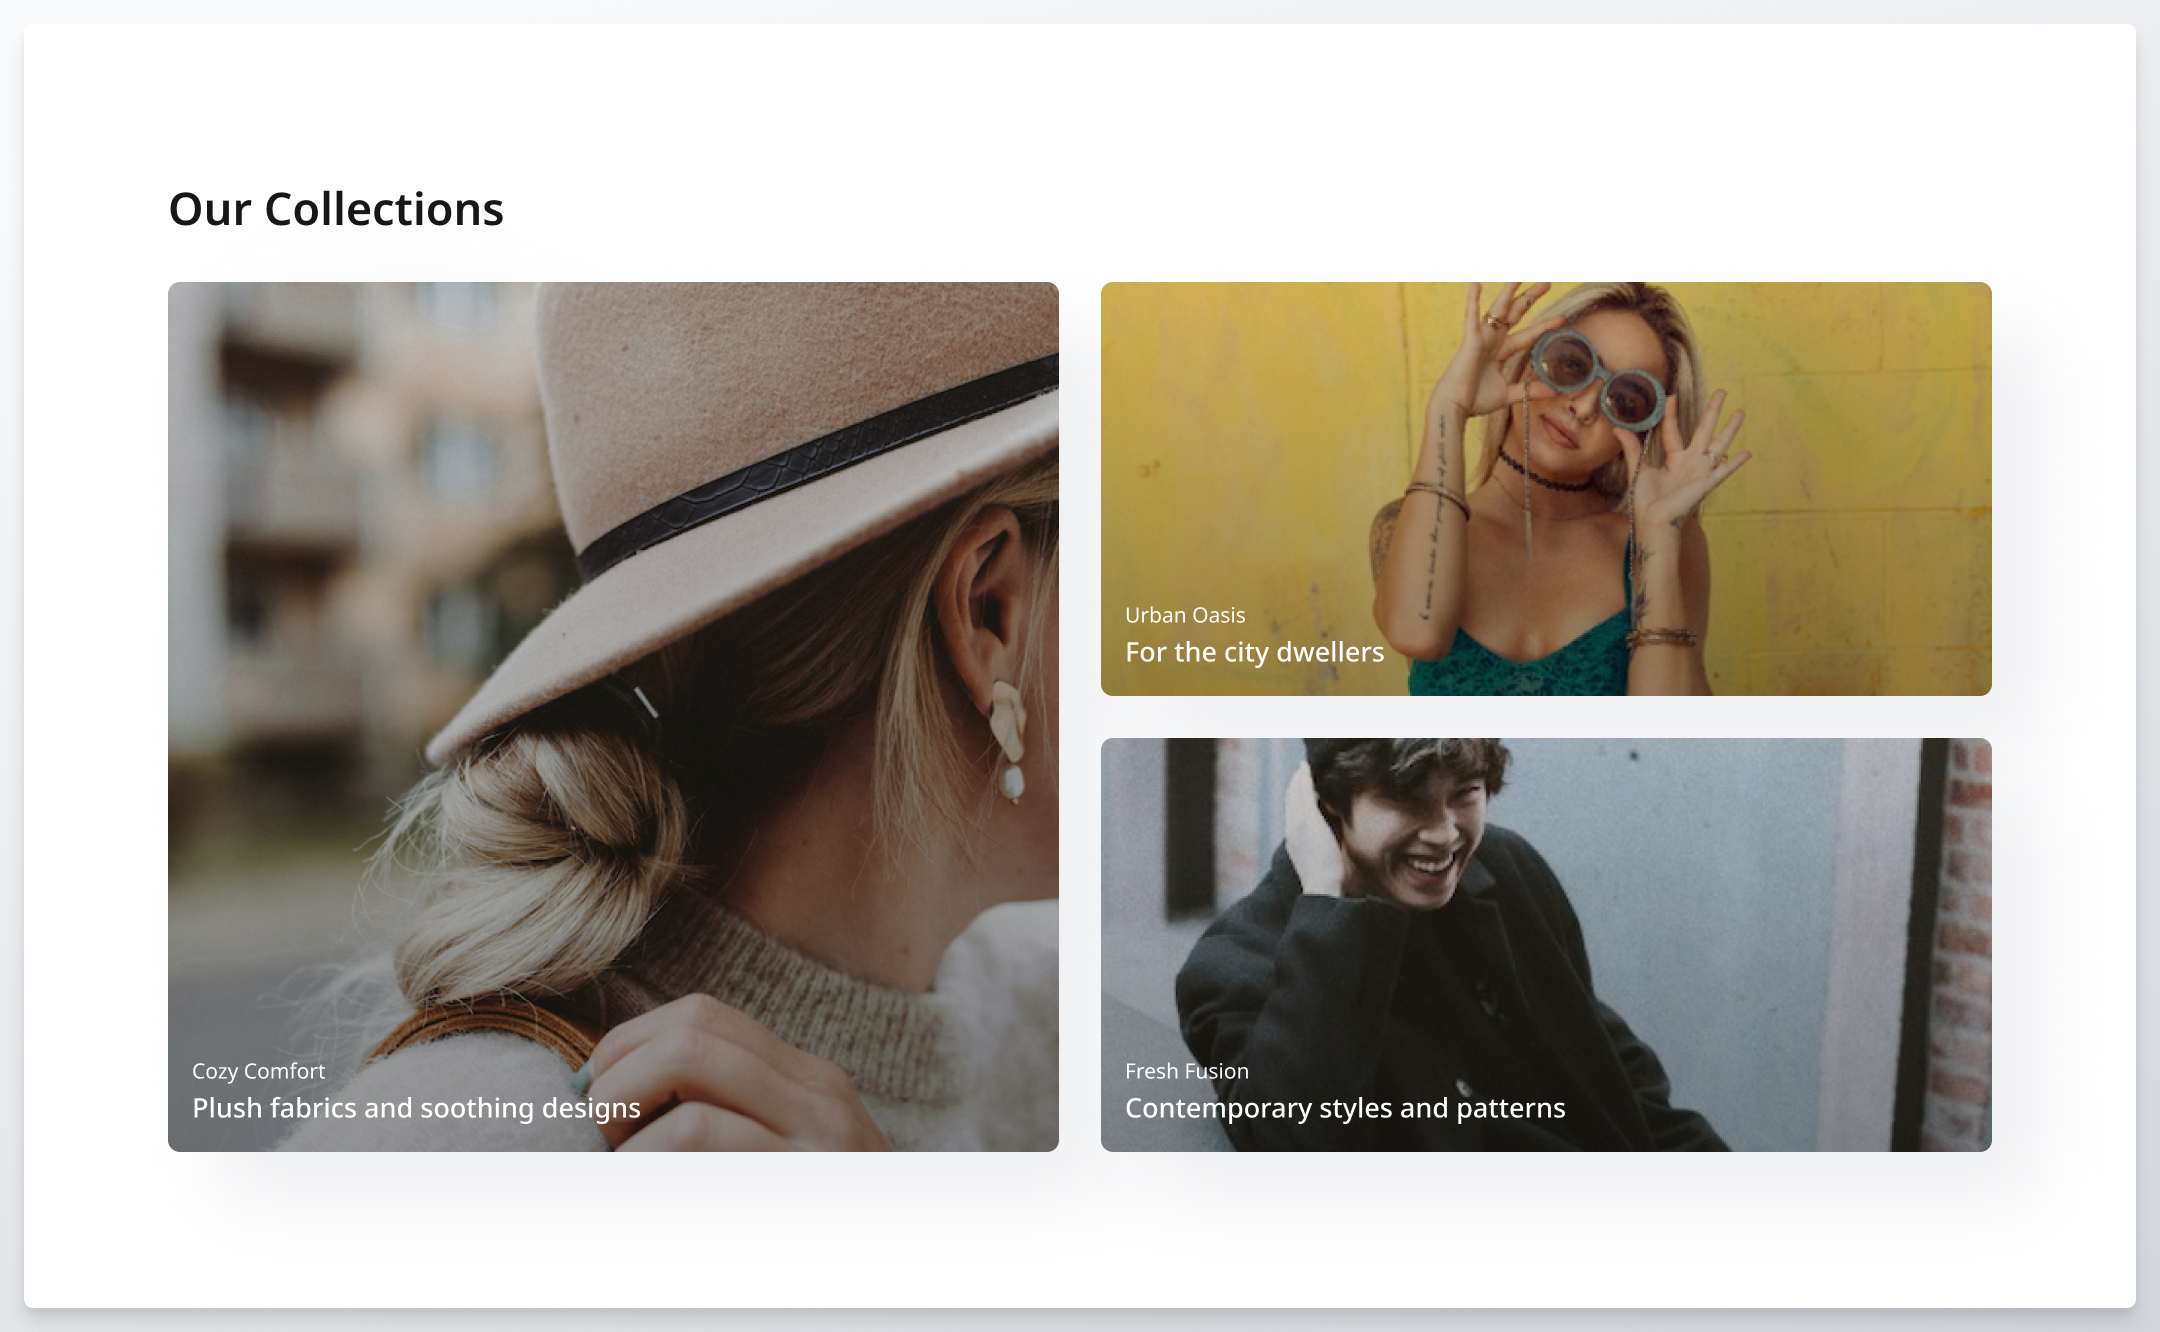 Our Collections
Cozy Comfort
Plush fabrics and soothing designs
Urban Oasis
For the city dwellers
Fresh Fusion
Contemporary styles and patterns